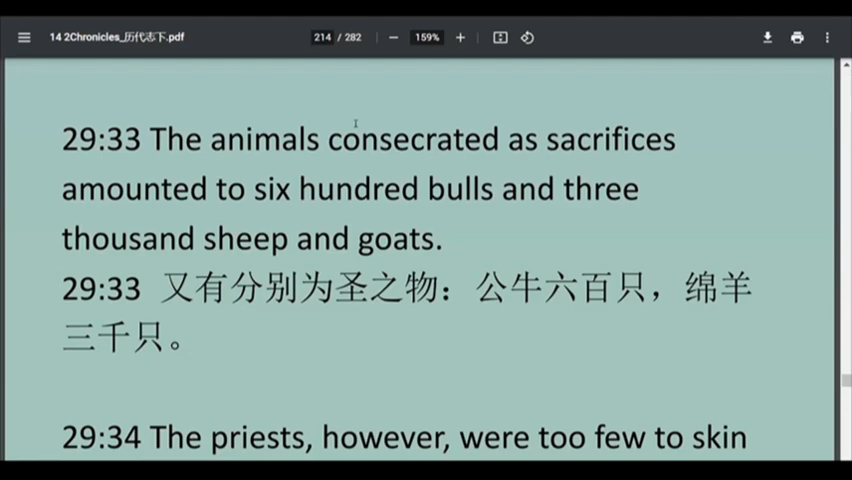 14 2Chronicles_历代志下.pdf
214 / 282
159%
29:33 The animals consecrated as sacrifices
amounted to six hundred bulls and three
thousand sheep and goats.
29:33 又有分别为圣之物：公牛六百只，绵羊
三千只。
29:34 The priests, however, were too few to skin